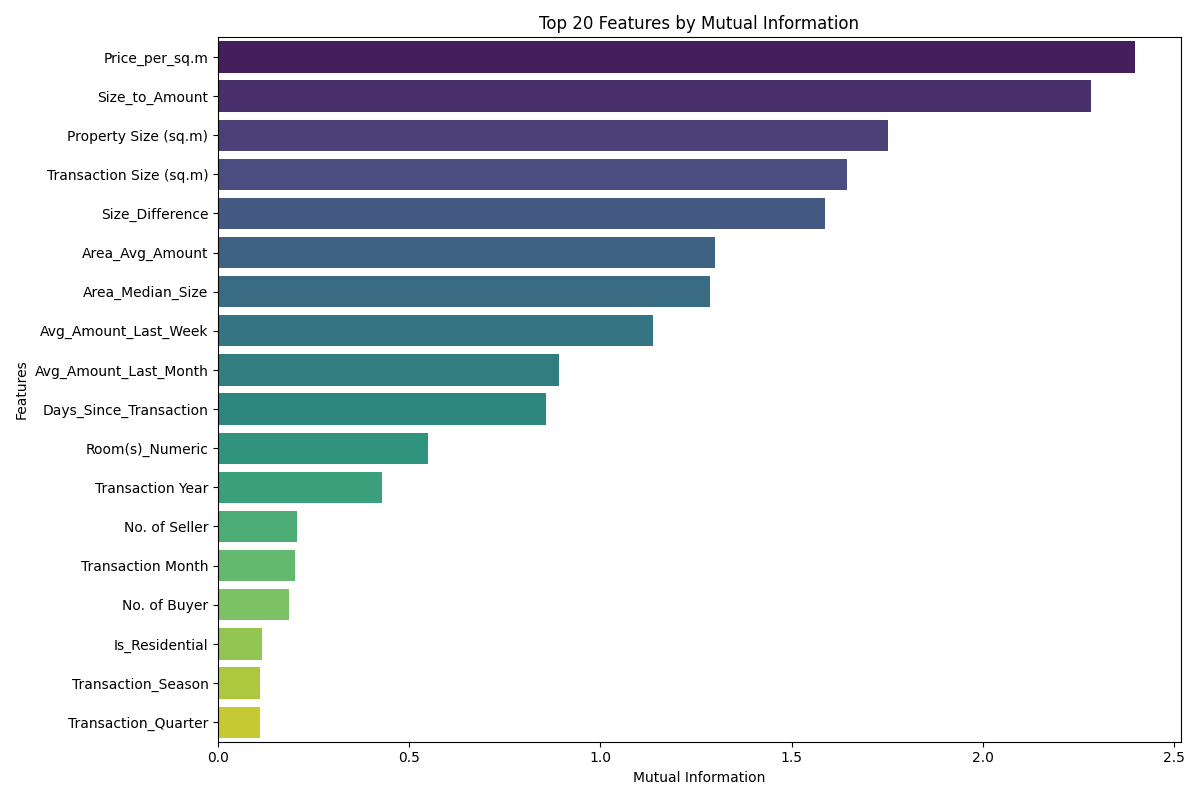 Top 20 Features by Mutual Information
Features
Price_per_sq.m
Size_to_Amount
Property Size (sq.m)
Transaction Size (sq.m)
Size_Difference
Area_Avg_Amount
Area_Median_Size
Avg_Amount_Last_Week
Avg_Amount_Last_Month
Days_Since_Transaction
Room(s)_Numeric
Transaction Year
No. of Seller
Transaction Month
No. of Buyer
Is_Residential
Transaction_Season
Transaction_Quarter
0.0 0.5 1.0 1.5 2.0 2.5
Mutual Information